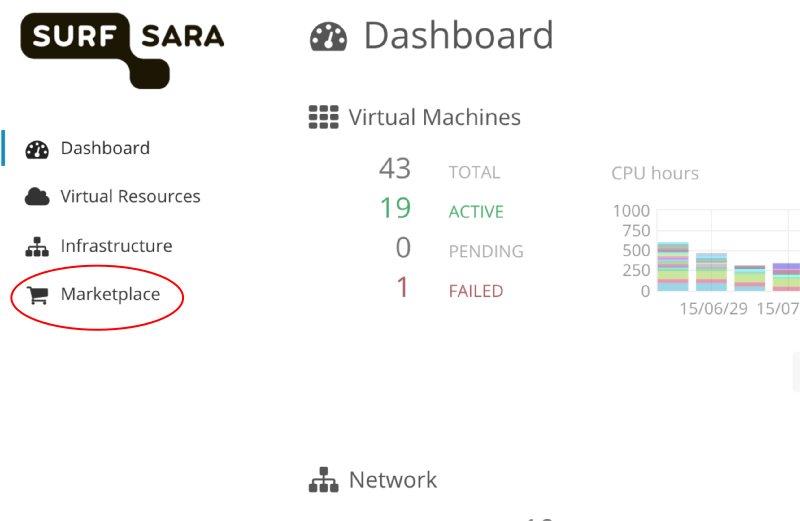 SURF SARA
Dashboard
Virtual Resources
Infrastructure
Marketplace
Dashboard
Virtual Machines
43 TOTAL
19 ACTIVE
0 PENDING
1 FAILED
CPU hours
1000
750
500
250
0
15/06/29 15/07
Network